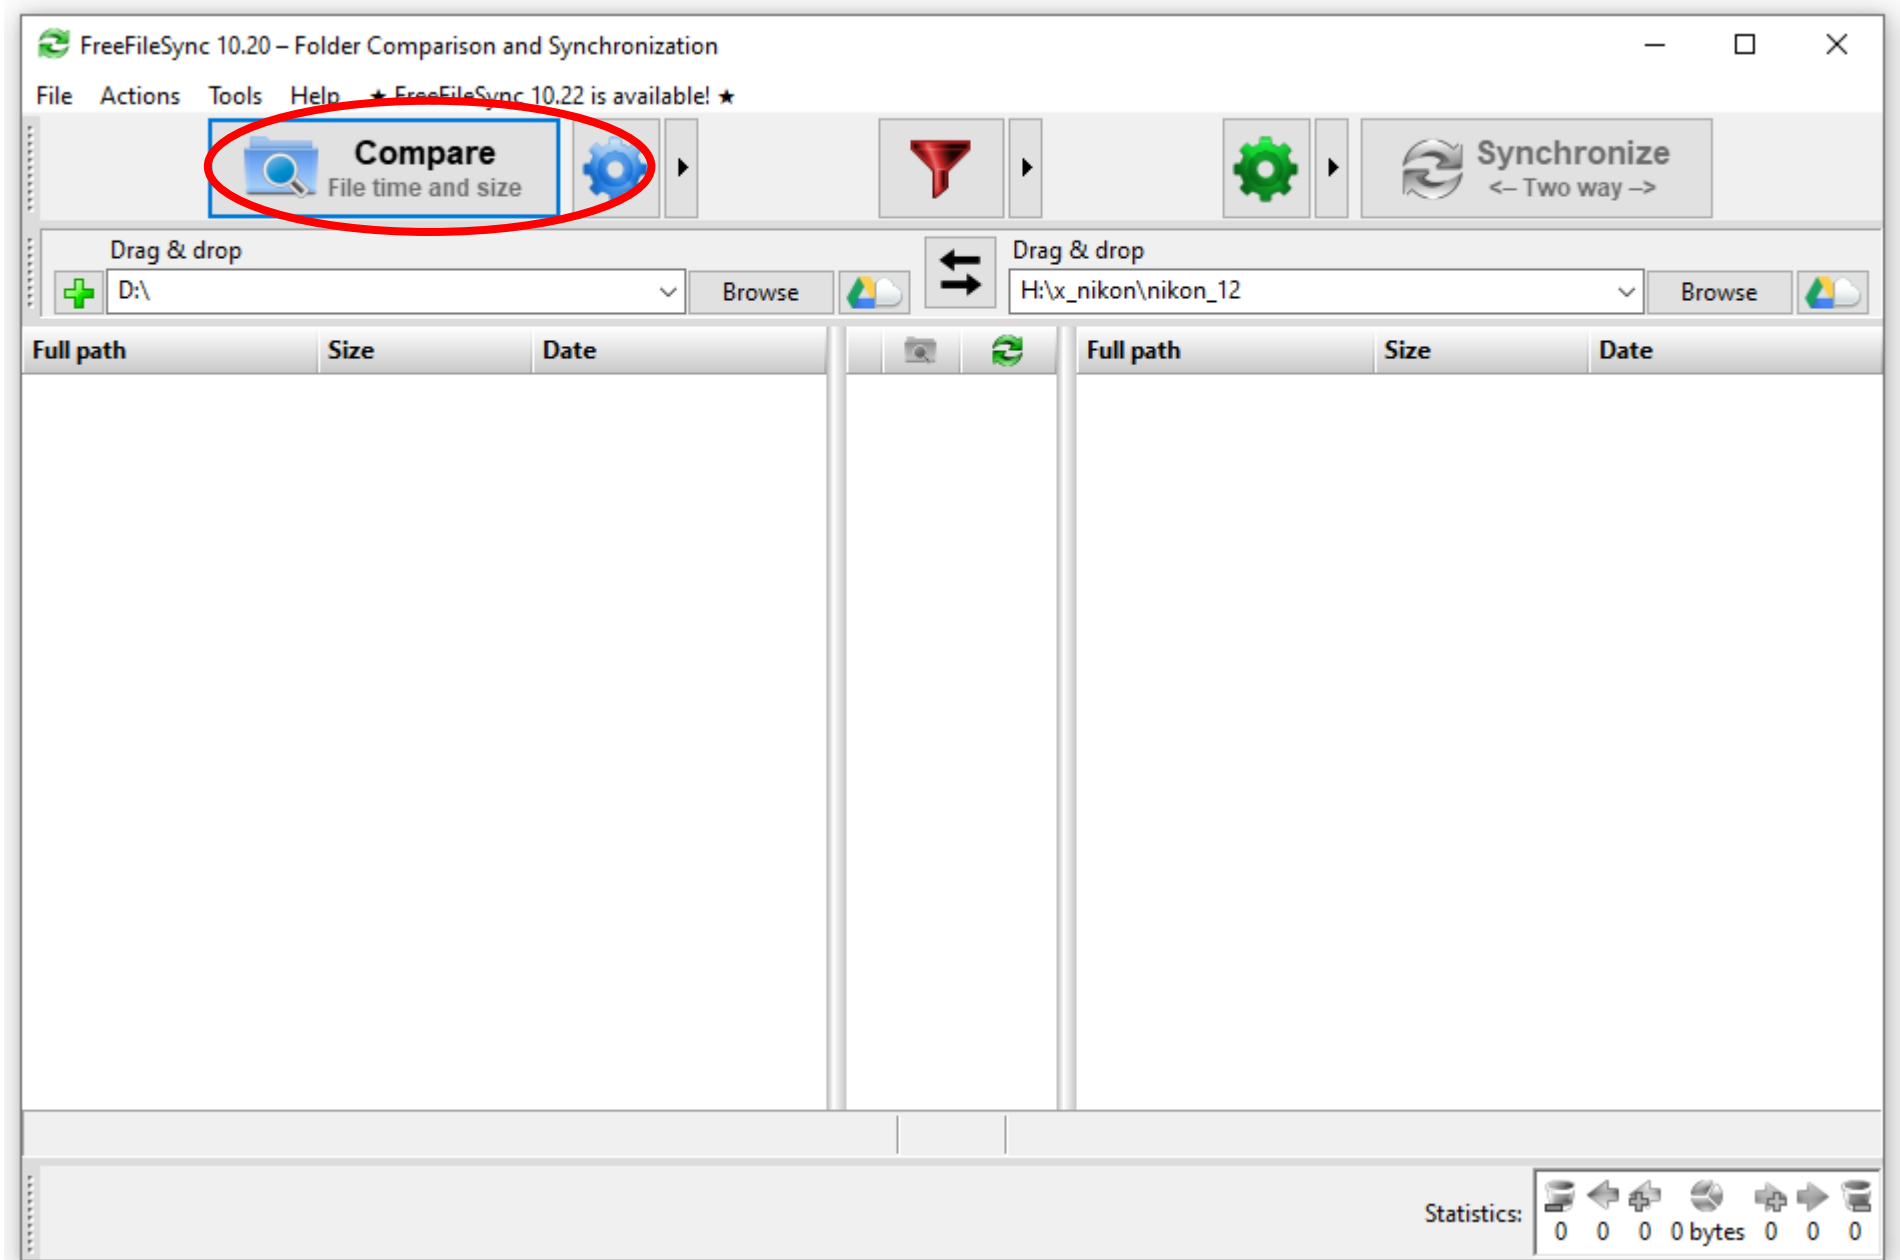 FreeFileSync 10.20 – Folder Comparison and Synchronization
File Actions Tools Help ★ FreeFileSync 10.22 is available! ★
Compare
File time and size
Synchronize
<– Two way –>
Drag & drop
D:\
Browse
Drag & drop
H:\x_nikon\nikon_12
Browse
Full path Size Date
Full path Size Date
Statistics:
0 0 0 0 bytes 0 0 0